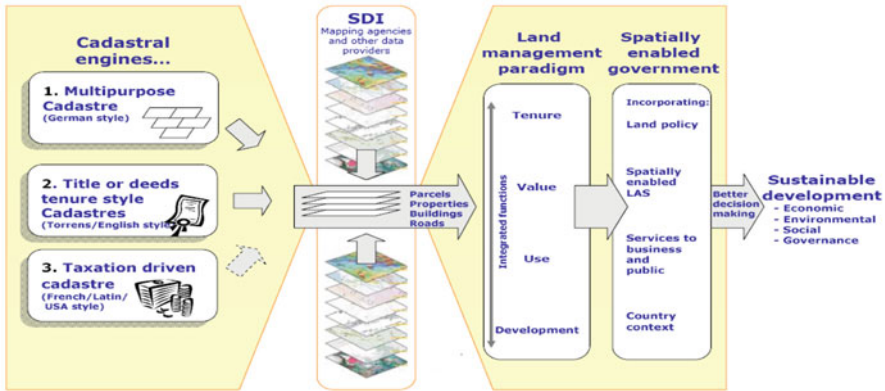 Cadastral
engines...
1. Multipurpose
Cadastre
(German style)
2. Title or deeds
tenure style
Cadastres
(Torrens/English style)
3. Taxation driven
cadastre
(French/Latin/
USA style)
SDI
Mapping agencies
and other data
providers
Parcels
Properties
Buildings
Roads
Land
management
paradigm
Integrated functions
Tenure
Value
Use
Development
Spatially
enabled
government
Incorporating:
Land policy
Spatially
enabled
LAS
Services to
business
and
public
Country
context
Better
decision
making
Sustainable
development
- Economic
- Environmental
- Social
- Governance